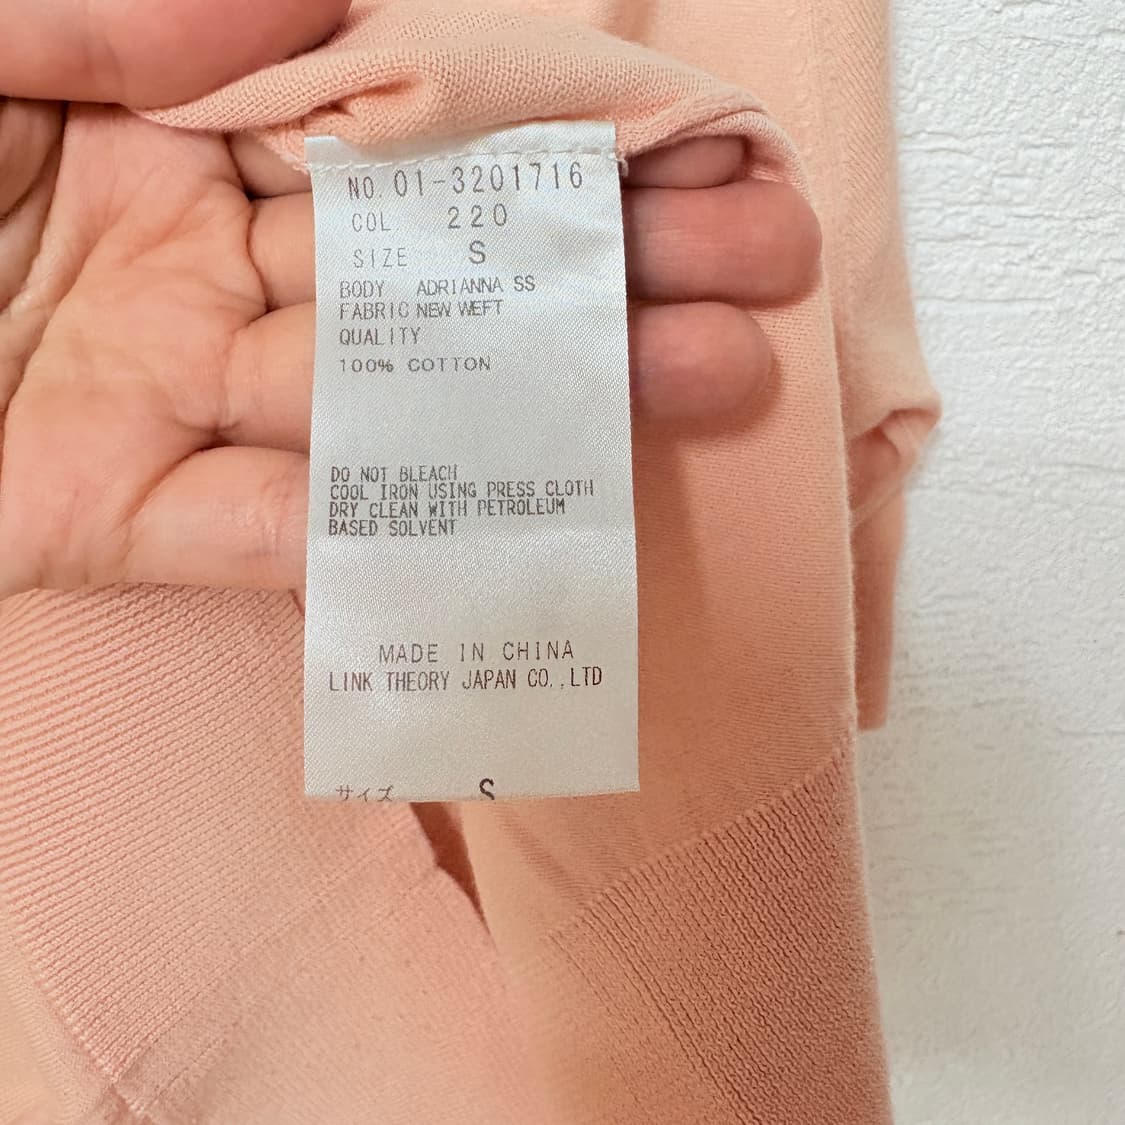 NO. 01-3201716
COL 220
SIZE S
BODY ADRIANNA SS
FABRIC NEW WEFT
QUALITY
100% COTTON
DO NOT BLEACH
COOL IRON USING PRESS CLOTH
DRY CLEAN WITH PETROLEUM
BASED SOLVENT
MADE IN CHINA
LINK THEORY JAPAN CO.,LTD
サイズ S